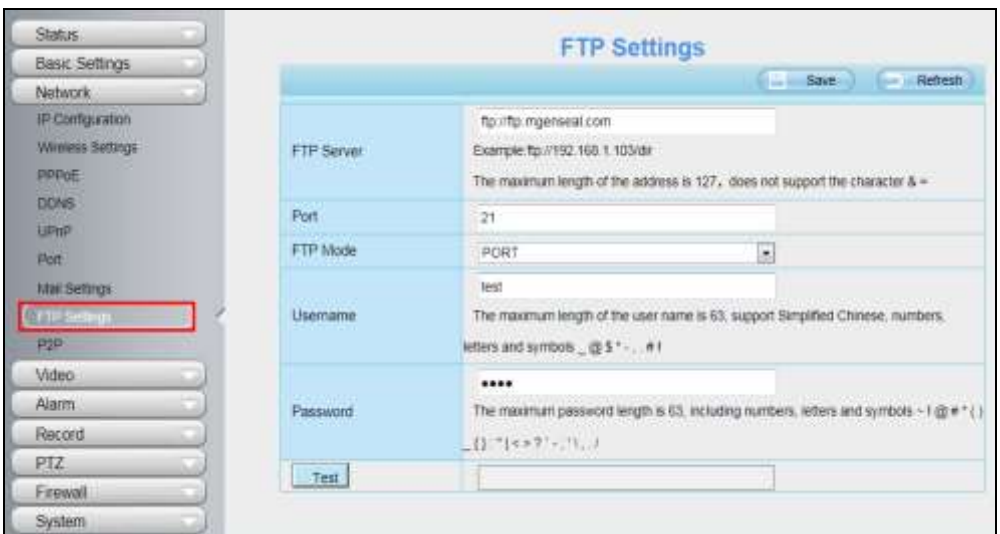 Status
Basic Settings
Network
IP Configuration
Wireless Settings
PPPoE
DDNS
UPnP
Port
Mail Settings
FTP Settings
P2P
Video
Alarm
Record
PTZ
Firewall
System
FTP Settings
Save Refresh
FTP Server
ftp://ftp.mgenseal.com
Example:ftp://192.168.1.103/dir
The maximum length of the address is 127, does not support the character & =
Port
21
FTP Mode
PORT
Username
test
The maximum length of the user name is 63, support Simplified Chinese, numbers,
letters and symbols _ @ $ * - , . # !
Password
••••
The maximum password length is 63, including numbers, letters and symbols ~ ! @ # * ( )
Test